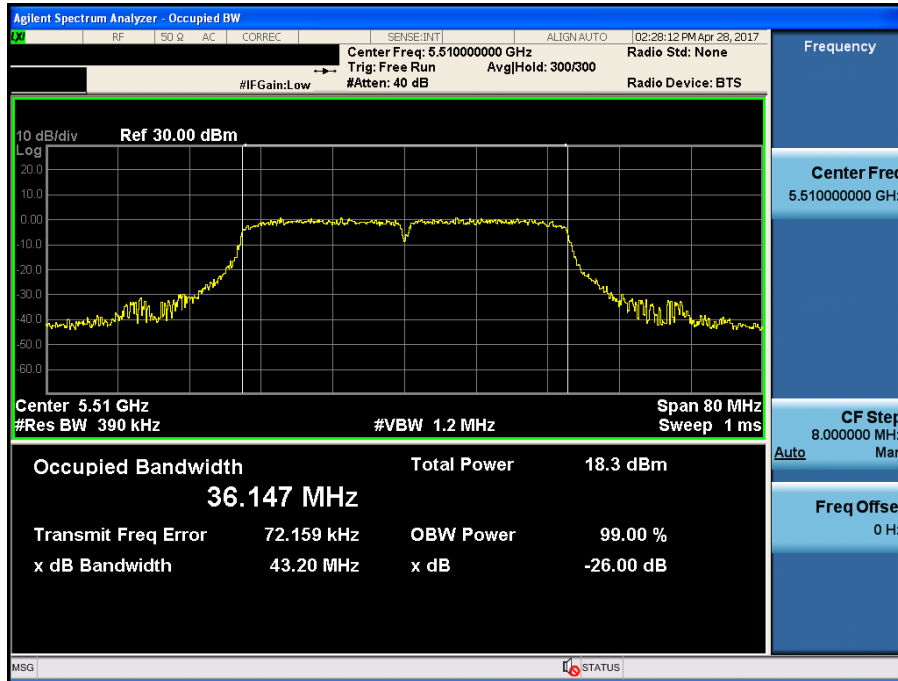 Agilent Spectrum Analyzer - Occupied BW
LXI RF 50 Ω AC CORREC SENSE:INT ALIGN AUTO 02:28:12 PM Apr 28, 2017
Center Freq: 5.510000000 GHz Radio Std: None
Trig: Free Run Avg|Hold: 300/300
#IFGain:Low #Atten: 40 dB Radio Device: BTS
10 dB/div Ref 30.00 dBm
Log
20.0
10.0
0.00
-10.0
-20.0
-30.0
-40.0
-50.0
-60.0
Center 5.51 GHz Span 80 MHz
#Res BW 390 kHz #VBW 1.2 MHz Sweep 1 ms
Occupied Bandwidth Total Power 18.3 dBm
36.147 MHz
Transmit Freq Error 72.159 kHz OBW Power 99.00 %
x dB Bandwidth 43.20 MHz x dB -26.00 dB
MSG STATUS
Frequency
Center Freq
5.510000000 GH
CF Step
8.000000 MH
Auto Man
Freq Offse
0 H